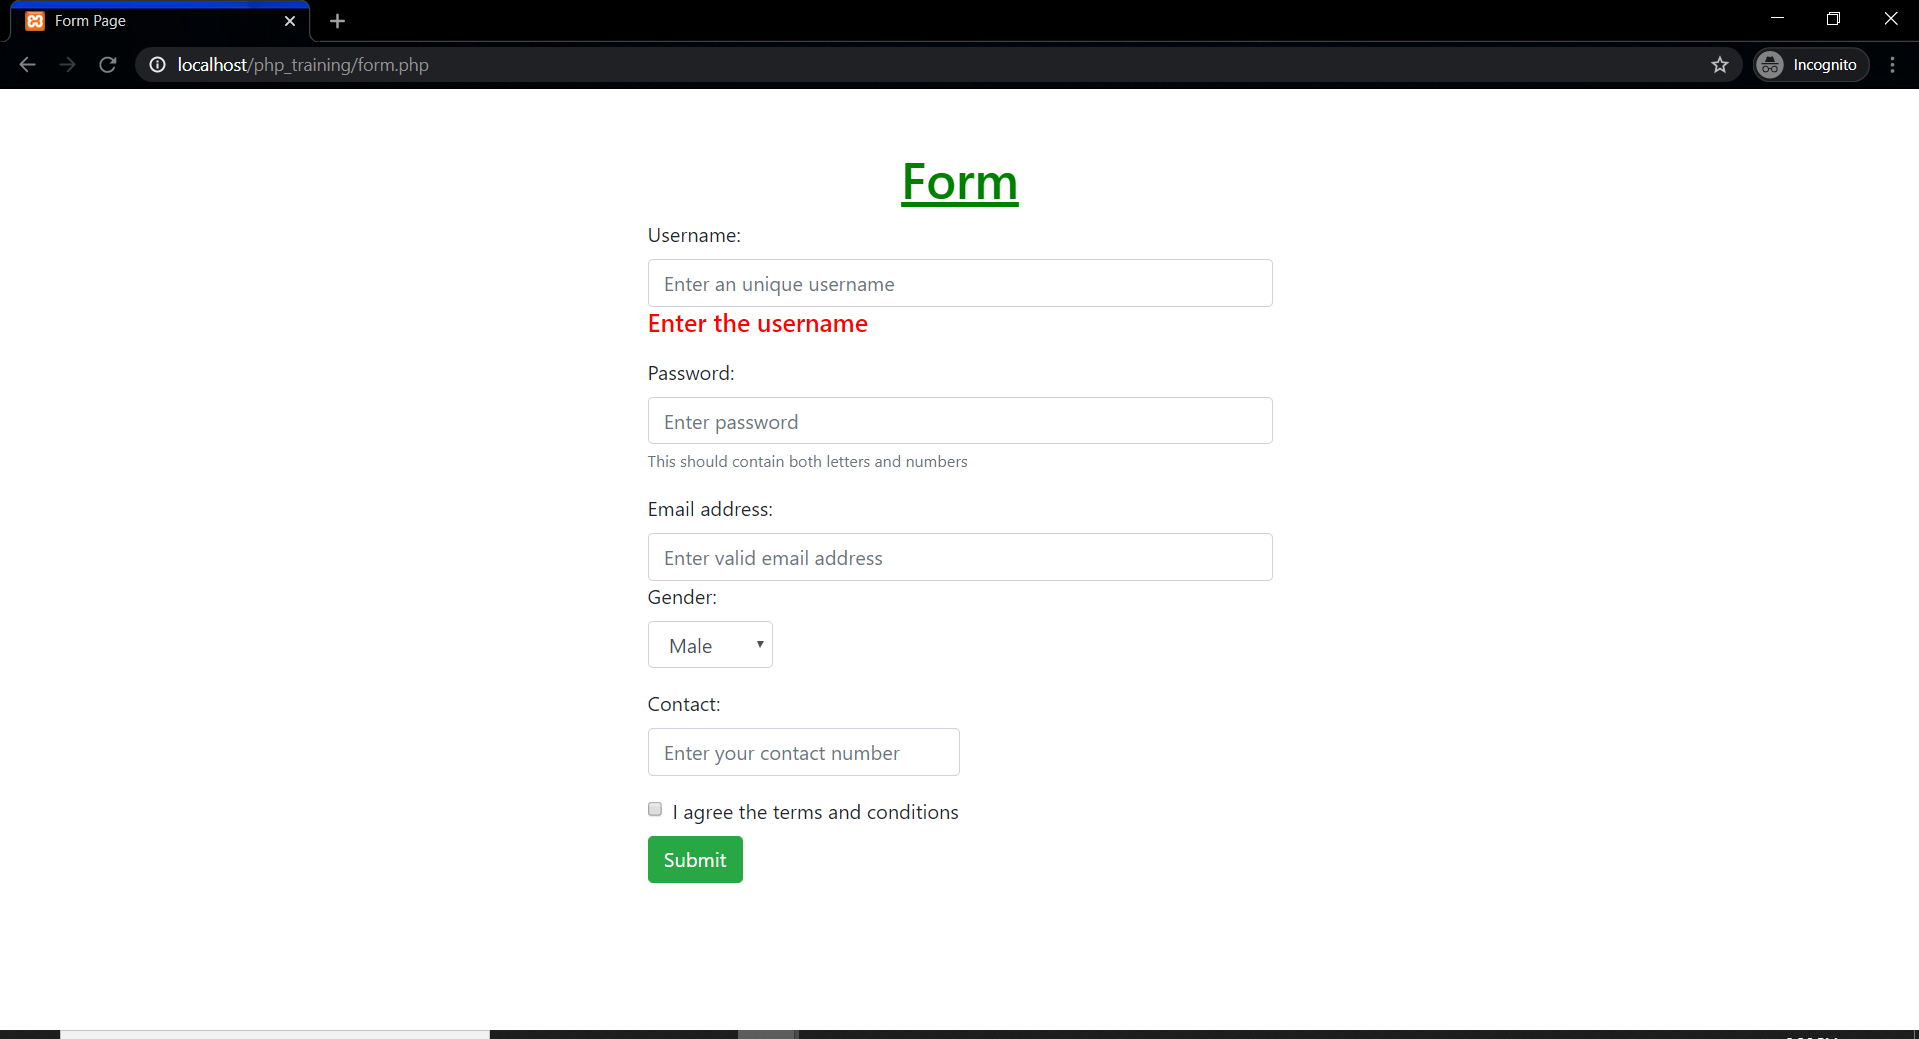 Form Page
localhost/php_training/form.php
Incognito
Form
Username:
Enter an unique username
Enter the username
Password:
Enter password
This should contain both letters and numbers
Email address:
Enter valid email address
Gender:
Male
Contact:
Enter your contact number
I agree the terms and conditions
Submit